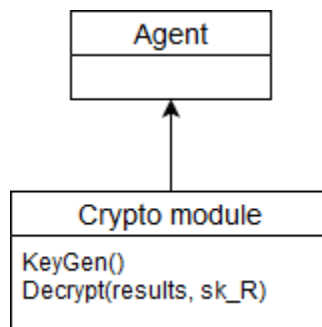 Agent
Crypto module
KeyGen()
Decrypt(results, sk_R)